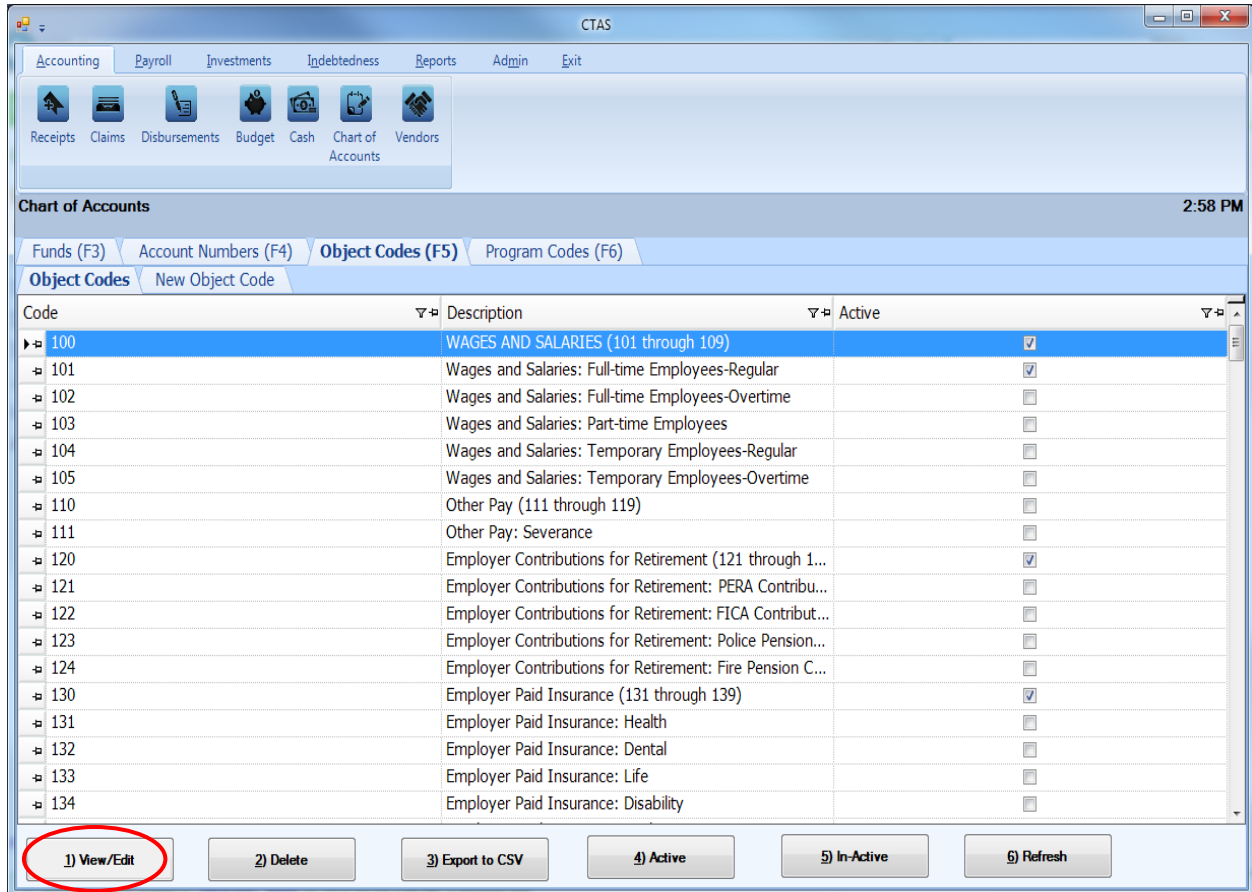 CTAS
Accounting Payroll Investments Indebtedness Reports Admin Exit
Receipts Claims Disbursements Budget Cash Chart of Accounts Vendors
Chart of Accounts 2:58 PM
Funds (F3) Account Numbers (F4) Object Codes (F5) Program Codes (F6)
Object Codes New Object Code
Code Description Active
100 WAGES AND SALARIES (101 through 109)
101 Wages and Salaries: Full-time Employees-Regular
102 Wages and Salaries: Full-time Employees-Overtime
103 Wages and Salaries: Part-time Employees
104 Wages and Salaries: Temporary Employees-Regular
105 Wages and Salaries: Temporary Employees-Overtime
110 Other Pay (111 through 119)
111 Other Pay: Severance
120 Employer Contributions for Retirement (121 through 1...
121 Employer Contributions for Retirement: PERA Contribu...
122 Employer Contributions for Retirement: FICA Contribut...
123 Employer Contributions for Retirement: Police Pension...
124 Employer Contributions for Retirement: Fire Pension C...
130 Employer Paid Insurance (131 through 139)
131 Employer Paid Insurance: Health
132 Employer Paid Insurance: Dental
133 Employer Paid Insurance: Life
134 Employer Paid Insurance: Disability
1) View/Edit 2) Delete 3) Export to CSV 4) Active 5) In-Active 6) Refresh